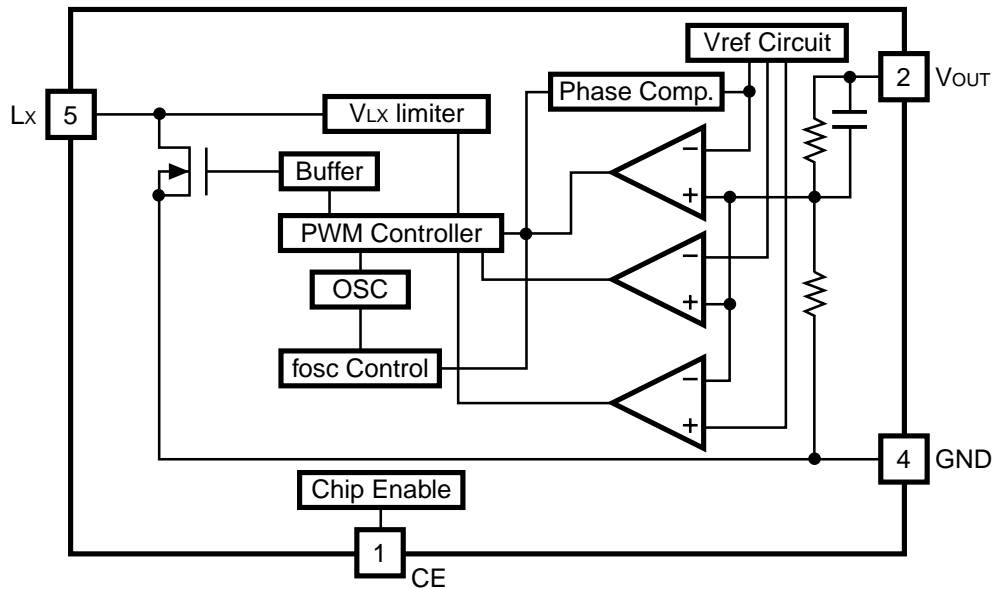 Vref Circuit
2
VOUT
Phase Comp.
LX
5
VLX limiter
−
Buffer
+
PWM Controller
−
OSC
+
fosc Control
−
+
4
GND
Chip Enable
1
CE